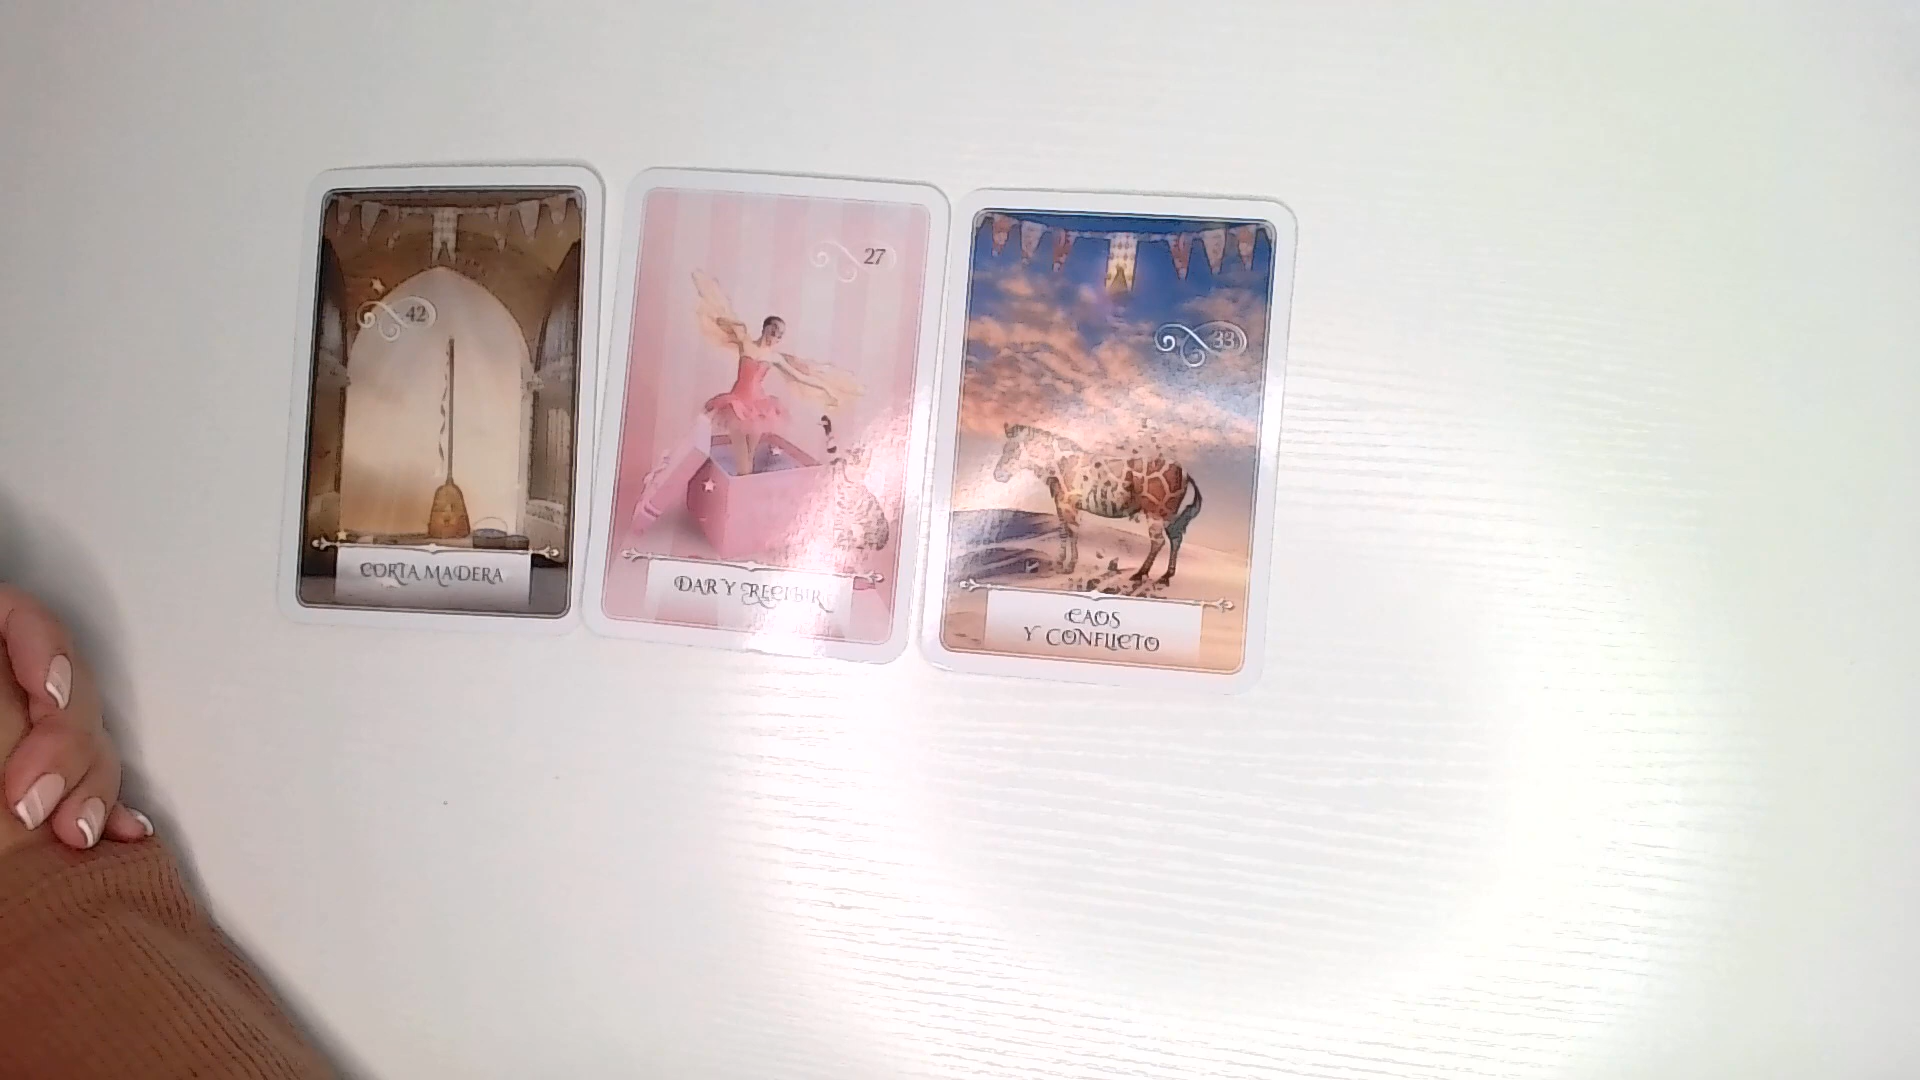 42
CORTA MADERA
27
DAR Y RECIBIR
33
CAOS
Y CONFLICTO